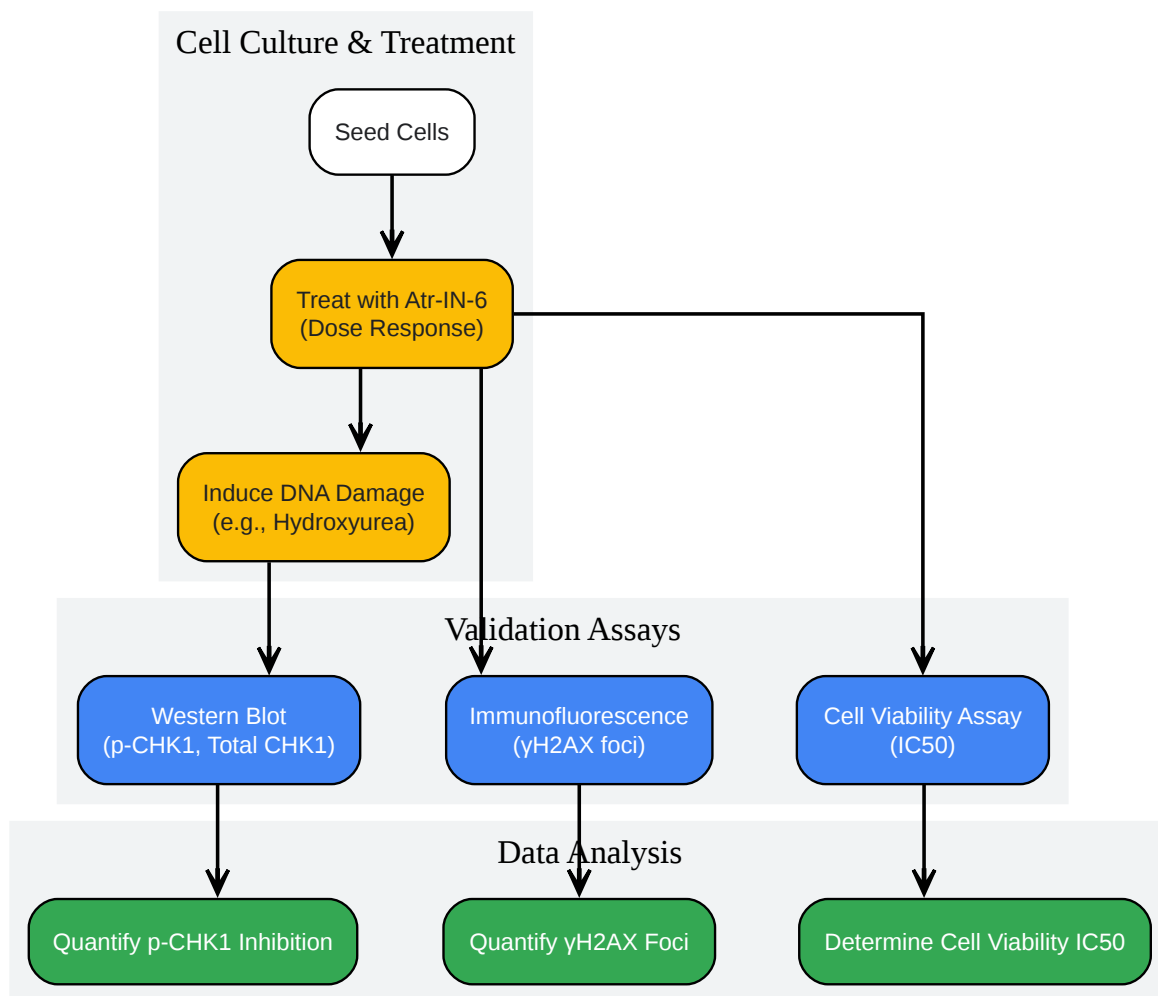 Cell Culture & Treatment
Seed Cells
Treat with Atr-IN-6
(Dose Response)
Induce DNA Damage
(e.g., Hydroxyurea)
Validation Assays
Western Blot
(p-CHK1, Total CHK1)
Immunofluorescence
(γH2AX foci)
Cell Viability Assay
(IC50)
Data Analysis
Quantify p-CHK1 Inhibition
Quantify γH2AX Foci
Determine Cell Viability IC50